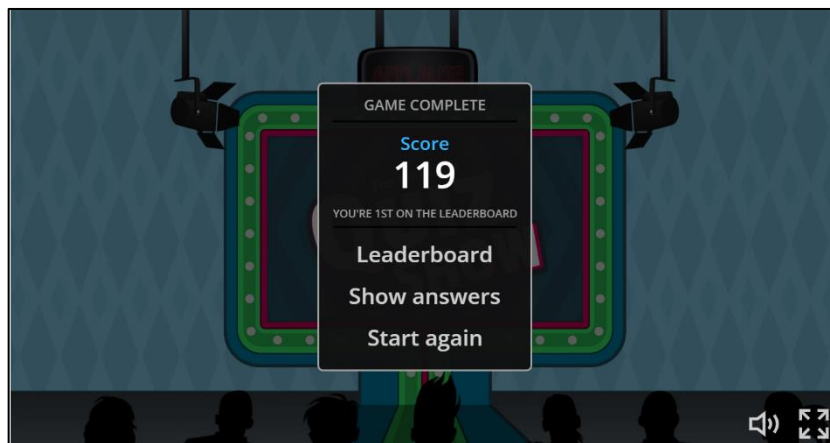 GAME COMPLETE
Score
119
YOU'RE 1ST ON THE LEADERBOARD
Leaderboard
Show answers
Start again